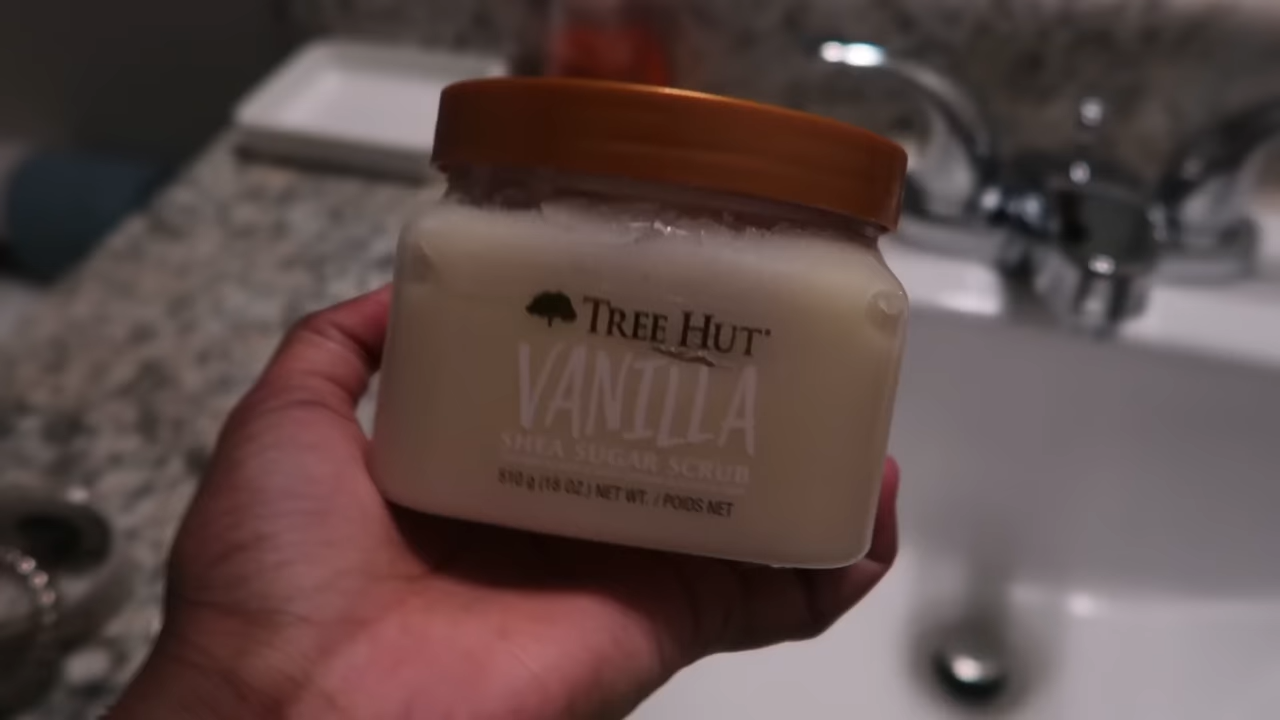 TREE HUT
VANILLA
SHEA SUGAR SCRUB
510 g (18 OZ.) NET WT. / POIDS NET